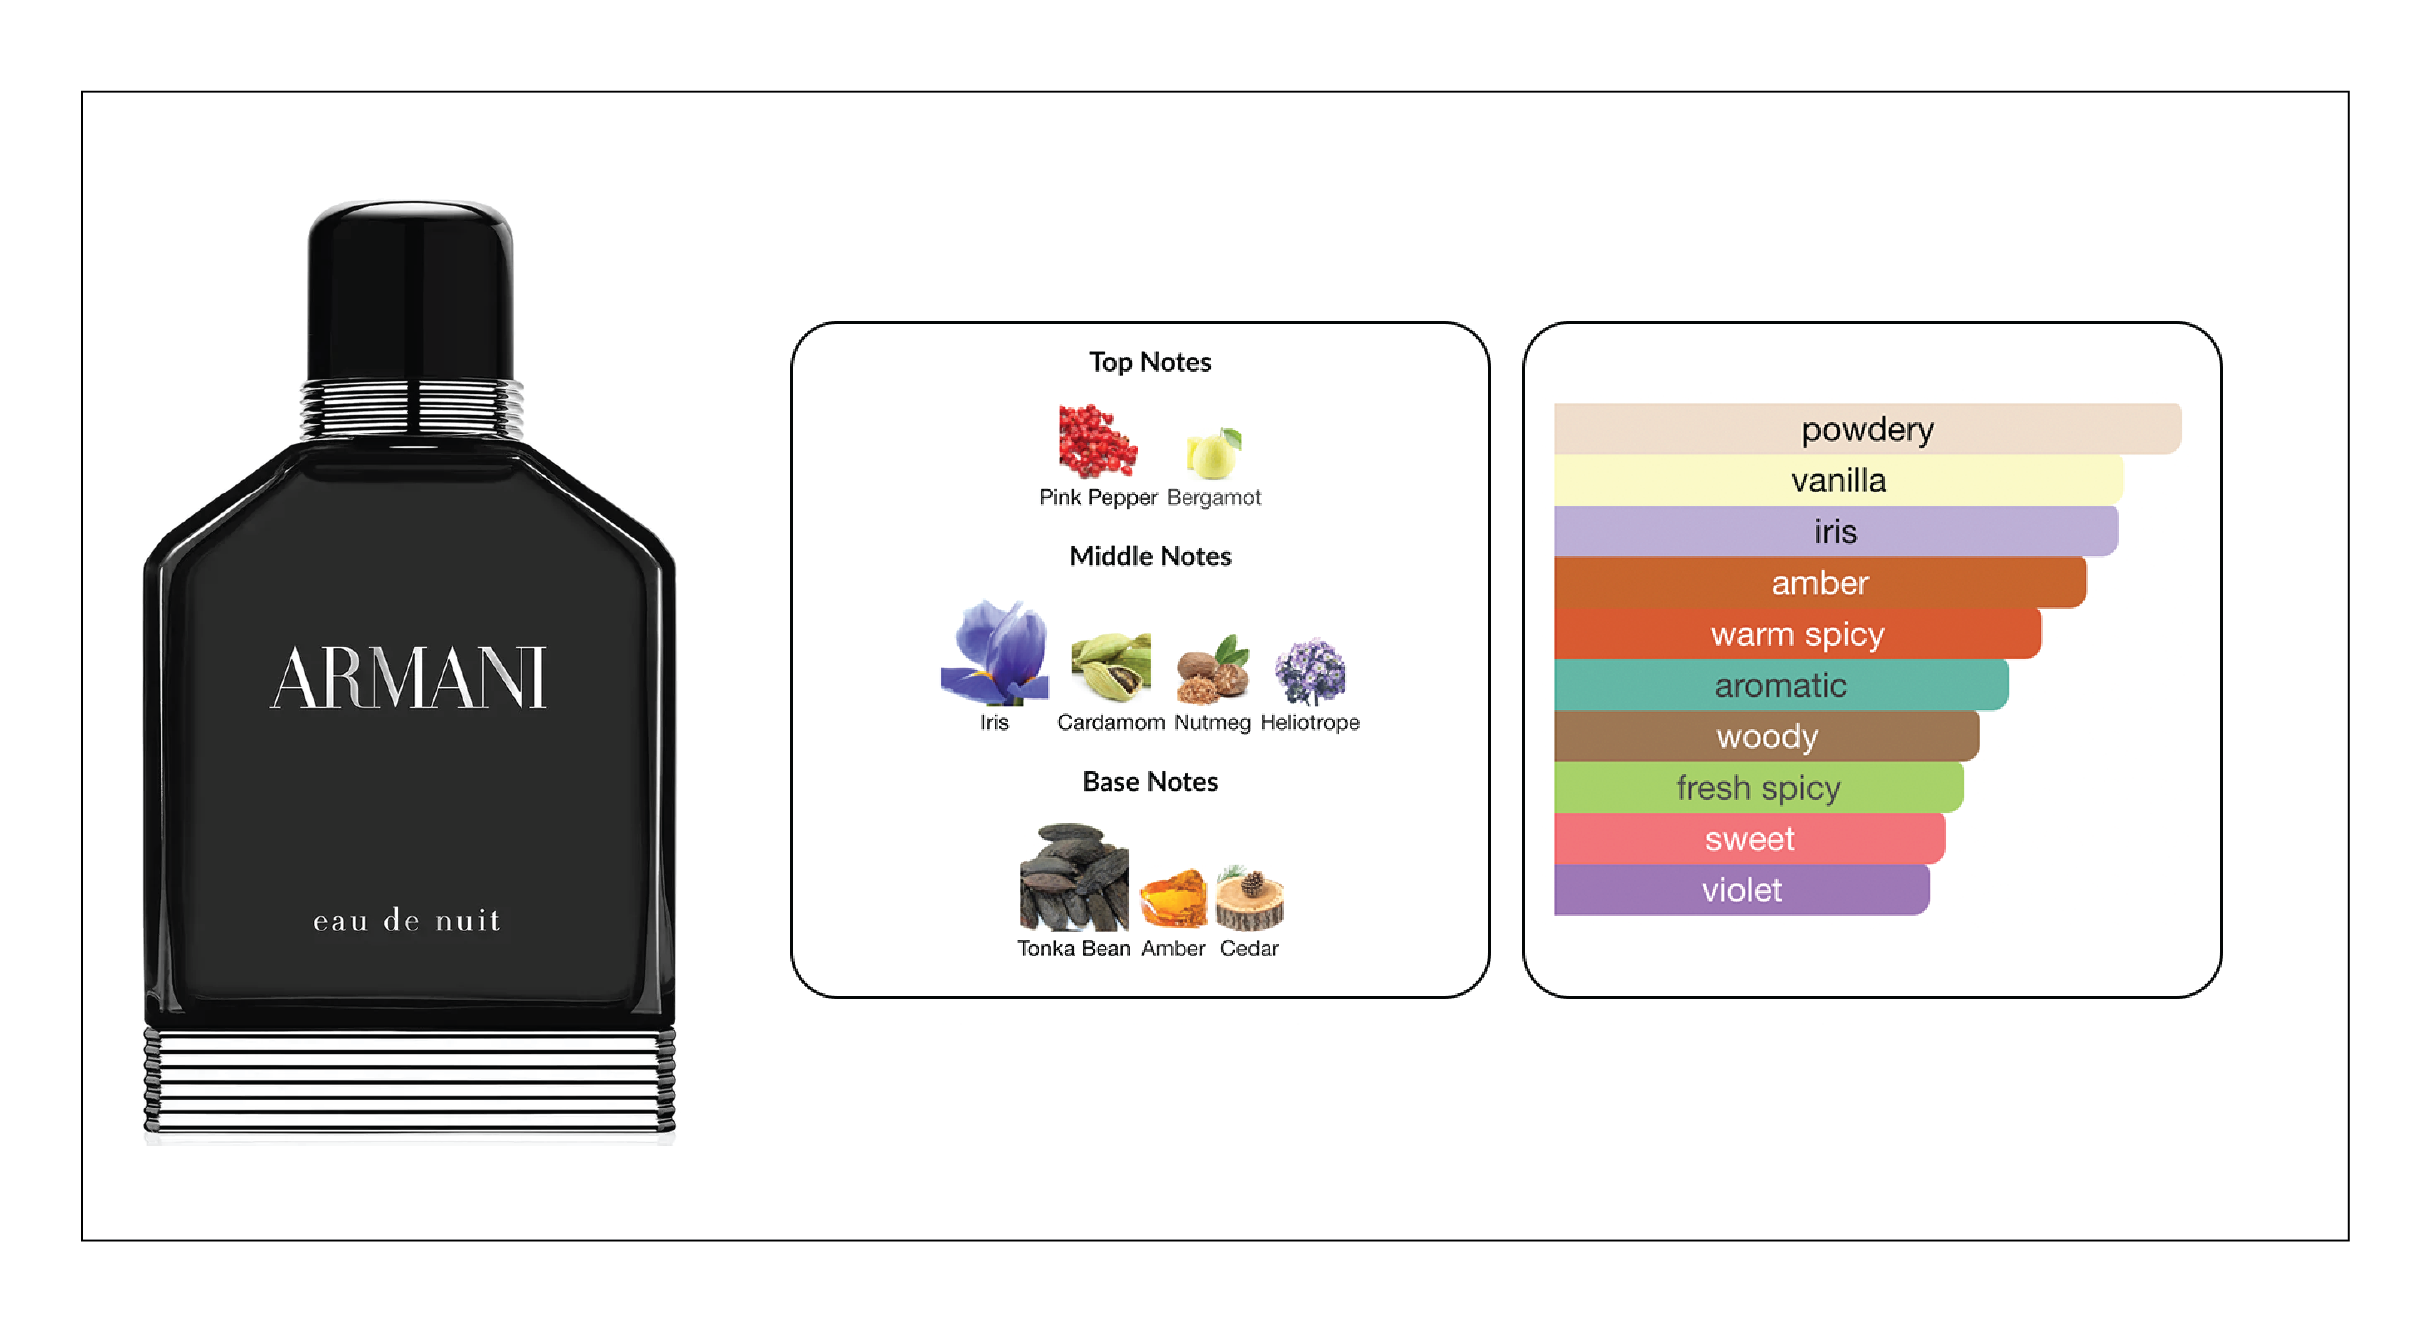 ARMANI
eau de nuit
Top Notes
Pink Pepper Bergamot
Middle Notes
Iris Cardamom Nutmeg Heliotrope
Base Notes
Tonka Bean Amber Cedar
powdery
vanilla
iris
amber
warm spicy
aromatic
woody
fresh spicy
sweet
violet